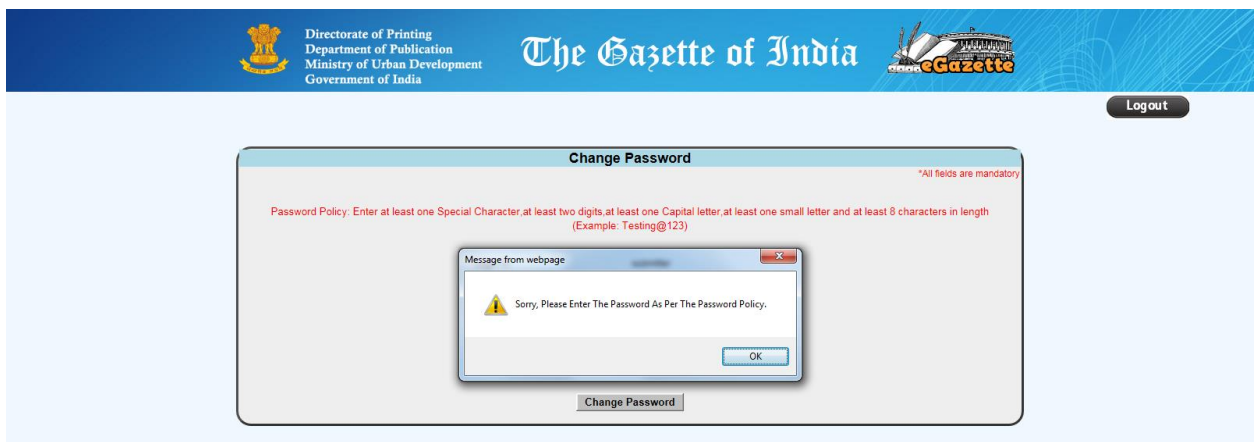 Directorate of Printing
Department of Publication
Ministry of Urban Development
Government of India
The Gazette of India
eGazette
Logout
Change Password
*All fields are mandatory
Password Policy: Enter at least one Special Character,at least two digits,at least one Capital letter,at least one small letter and at least 8 characters in length
(Example: Testing@123)
Message from webpage
Sorry, Please Enter The Password As Per The Password Policy.
OK
Change Password